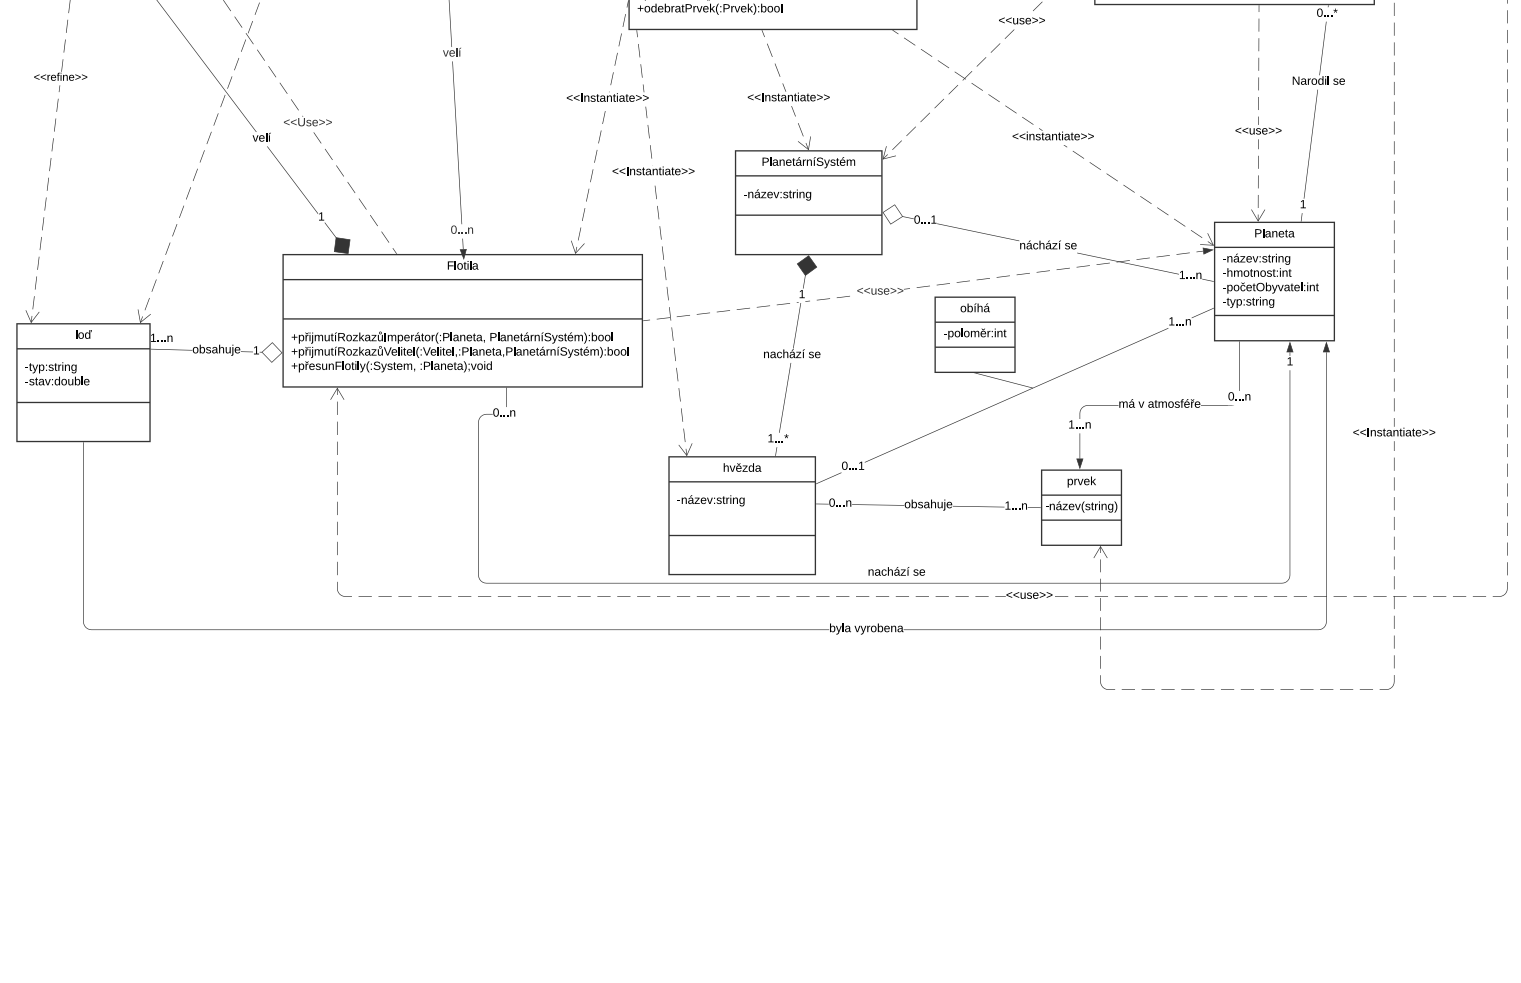 +odebratPrvek(:Prvek):bool
<<use>>
0...*
<<refine>>
velí
Narodil se
<<Instantiate>>
<<Instantiate>>
<<Use>>
velí
<<instantiate>>
<<use>>
<<Instantiate>>
PlanetárníSystém
-název:string
1
0...n
0...1
1
náchází se
1...n
Planeta
-název:string
-hmotnost:int
-početObyvatel:int
-typ:string
Flotila
+přijmutíRozkazůImperátor(:Planeta, PlanetárníSystém):bool
+přijmutíRozkazůVelitel(:Velitel,:Planeta,PlanetárníSystém):bool
+přesunFlotily(:System, :Planeta);void
<<use>>
1
nachází se
1...*
obíhá
-poloměr:int
1...n
loď
-typ:string
-stav:double
1...n
obsahuje
1
1
0...n
má v atmosféře
0...n
1...n
<<Instantiate>>
0...1
hvězda
-název:string
0...n
obsahuje
1...n
prvek
-název(string)
nachází se
<<use>>
byla vyrobena